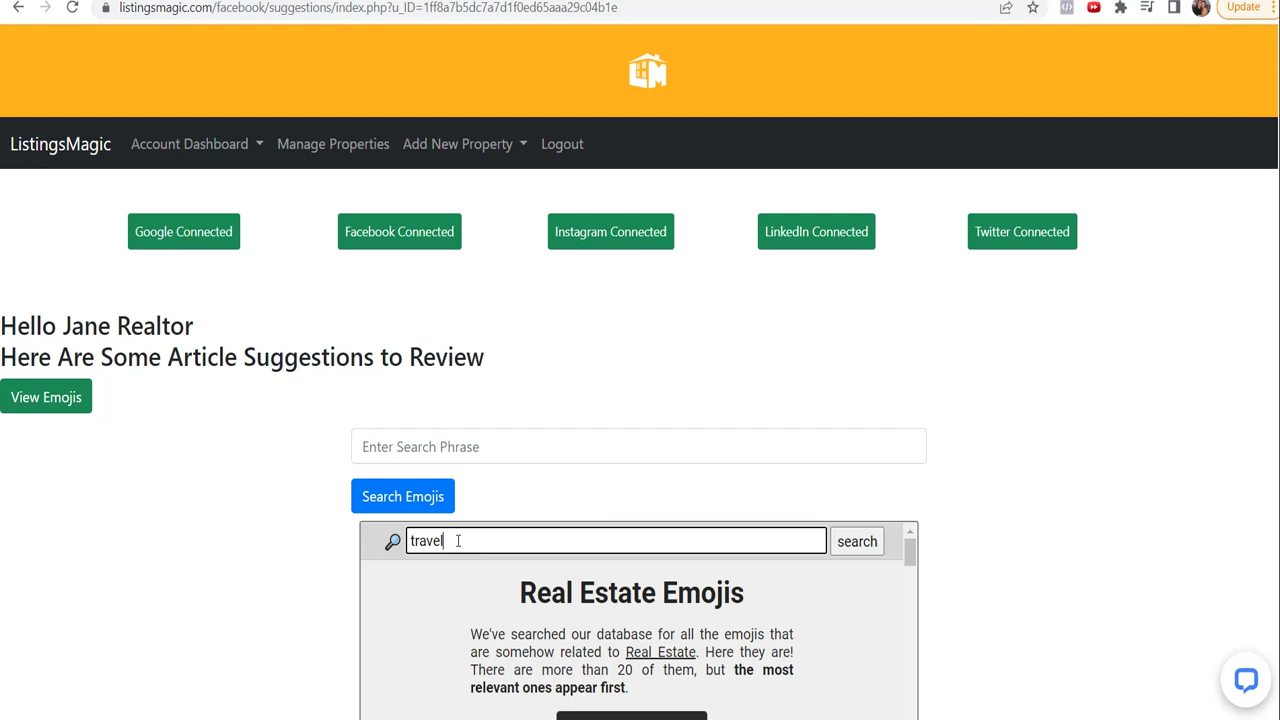 listingsmagic.com/facebook/suggestions/index.php?u_ID=1ff8a7b5dc7a7d1f0ed65aaa29c04b1e
Update
LM
ListingsMagic Account Dashboard Manage Properties Add New Property Logout
Google Connected Facebook Connected Instagram Connected LinkedIn Connected Twitter Connected
Hello Jane Realtor
Here Are Some Article Suggestions to Review
View Emojis
Enter Search Phrase
Search Emojis
travel search
Real Estate Emojis
We've searched our database for all the emojis that
are somehow related to Real Estate. Here they are!
There are more than 20 of them, but the most
relevant ones appear first.